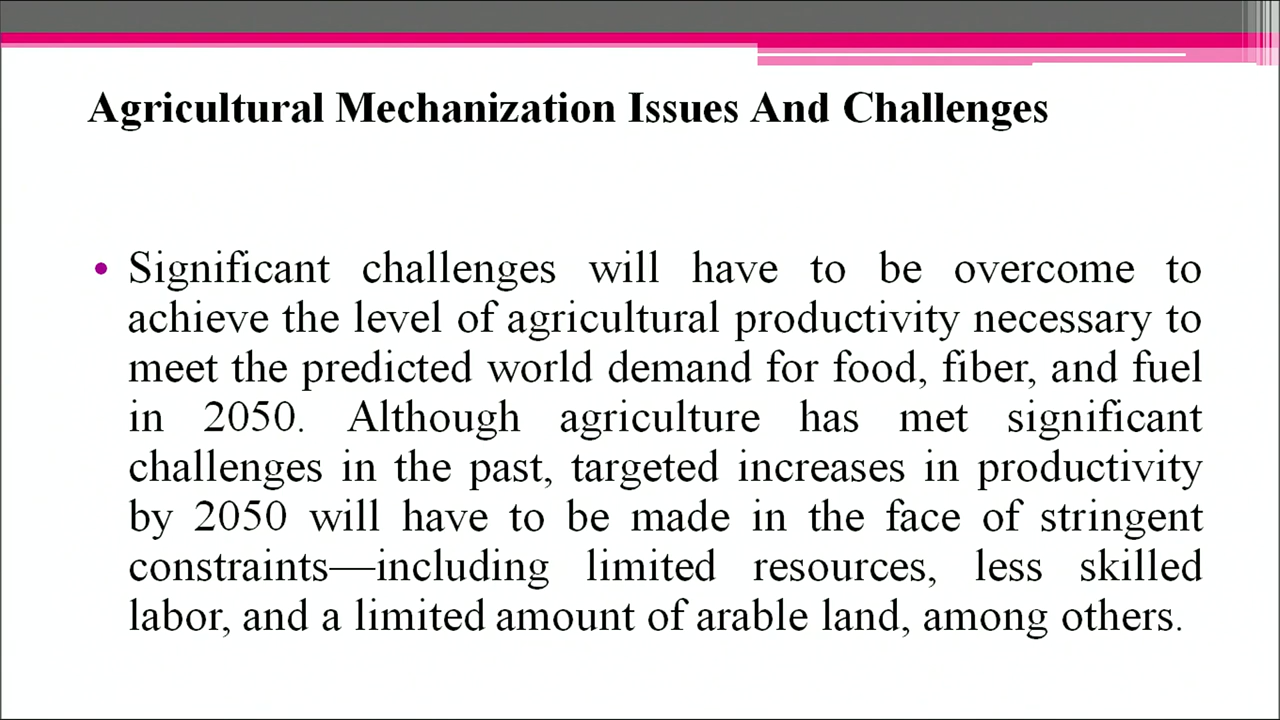 Agricultural Mechanization Issues And Challenges
• Significant challenges will have to be overcome to
achieve the level of agricultural productivity necessary to
meet the predicted world demand for food, fiber, and fuel
in 2050. Although agriculture has met significant
challenges in the past, targeted increases in productivity
by 2050 will have to be made in the face of stringent
constraints—including limited resources, less skilled
labor, and a limited amount of arable land, among others.